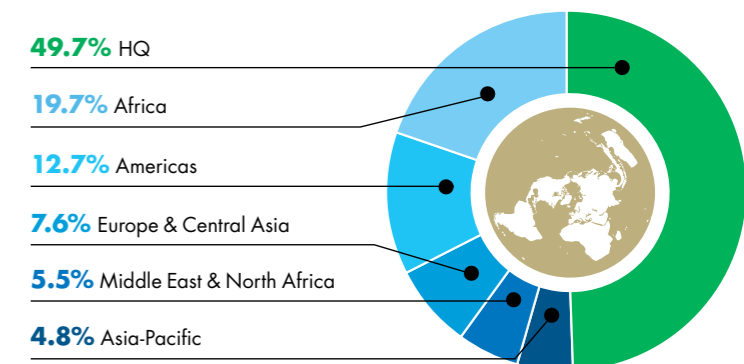 49.7% HQ
19.7% Africa
12.7% Americas
7.6% Europe & Central Asia
5.5% Middle East & North Africa
4.8% Asia-Pacific